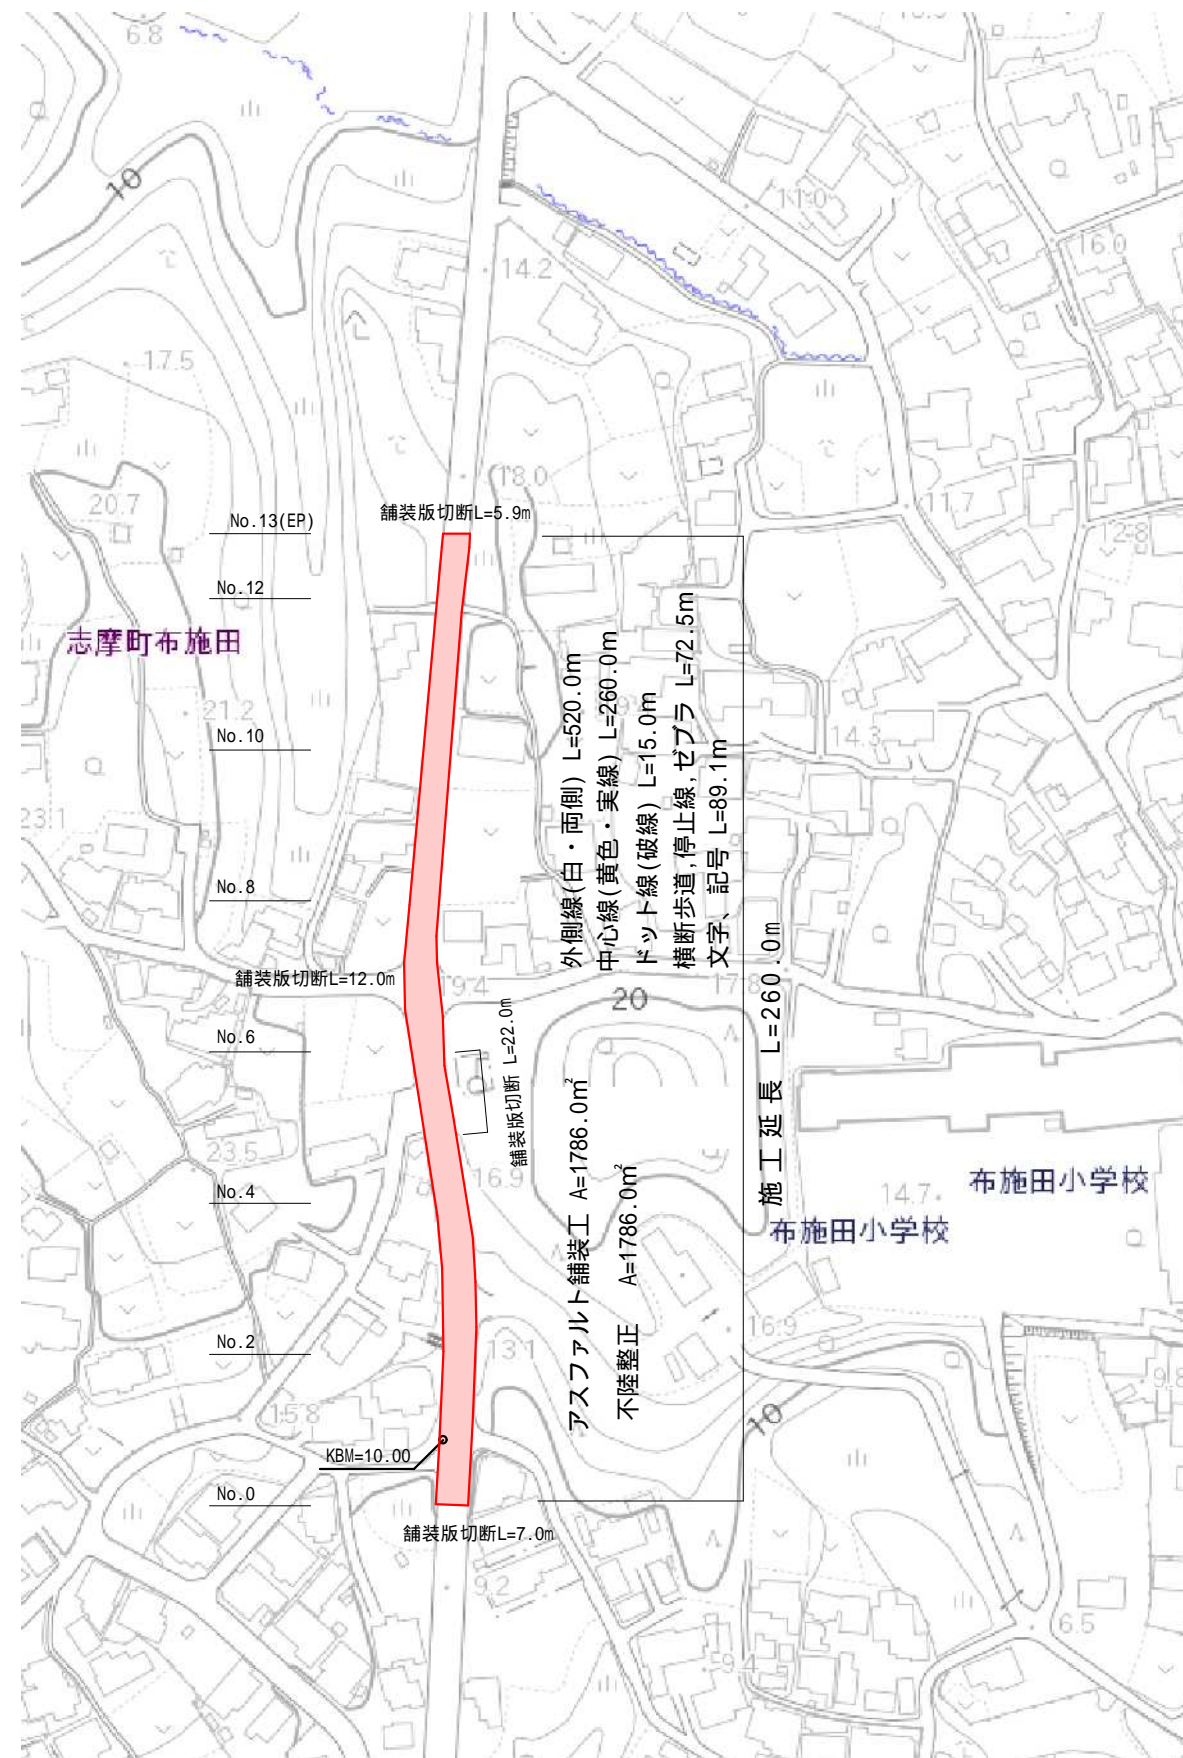 6.8
10
11.0
16.0
14.2
17.5
18.0
20.7
11.7
12.8
No.13(EP)
舗装版切断L=5.9m
No.12
志摩町布施田
21.2
No.10
14.3
23.1
No.8
外側線(白・両側) L=520.0m
中心線(黄色・実線) L=260.0m
ドット線(破線) L=15.0m
横断歩道,停止線,ゼブラ L=72.5m
文字、記号 L=89.1m
舗装版切断L=12.0m
19.4
20
17.8
No.6
舗装版切断 L=22.0m
施工延長 L=260.0m
23.5
16.9
No.4
14.7
布施田小学校
布施田小学校
アスファルト舗装工 A=1786.0m²
不陸整正 A=1786.0m²
No.2
13.1
16.9
9.8
15.8
10
KBM=10.00
No.0
舗装版切断L=7.0m
9.2
9.4
6.5